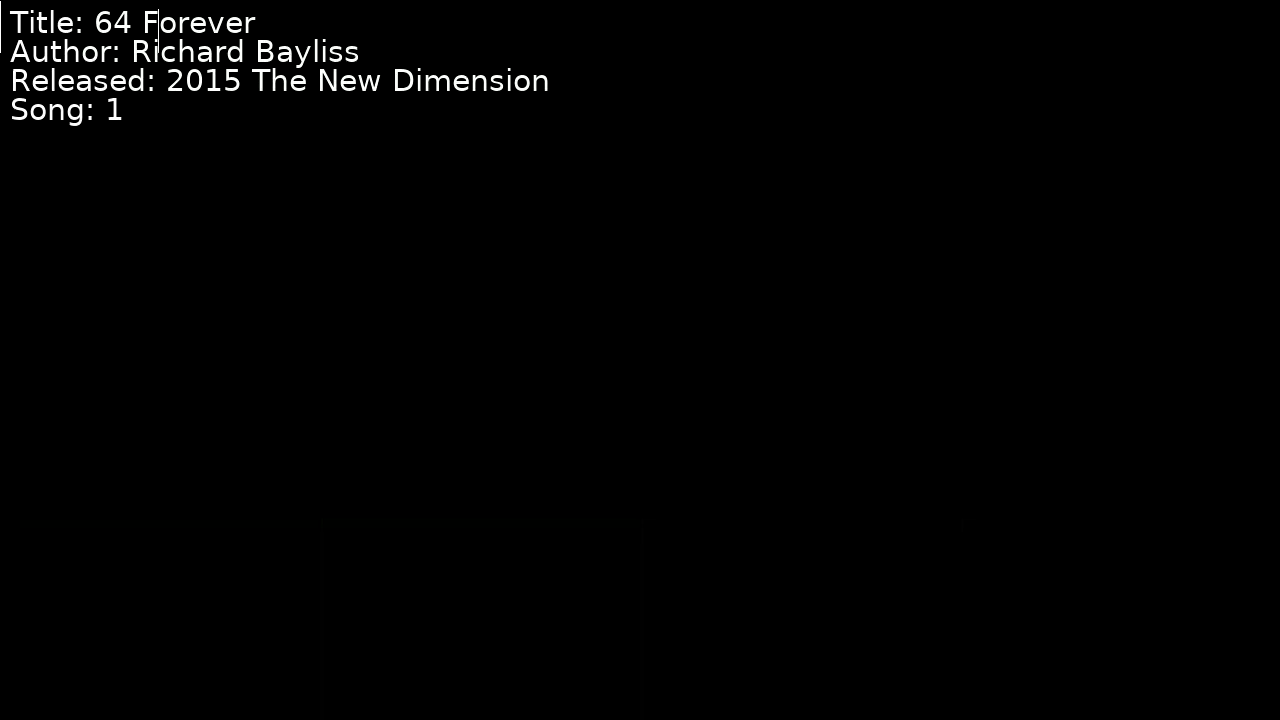 Title: 64 Forever
Author: Richard Bayliss
Released: 2015 The New Dimension
Song: 1